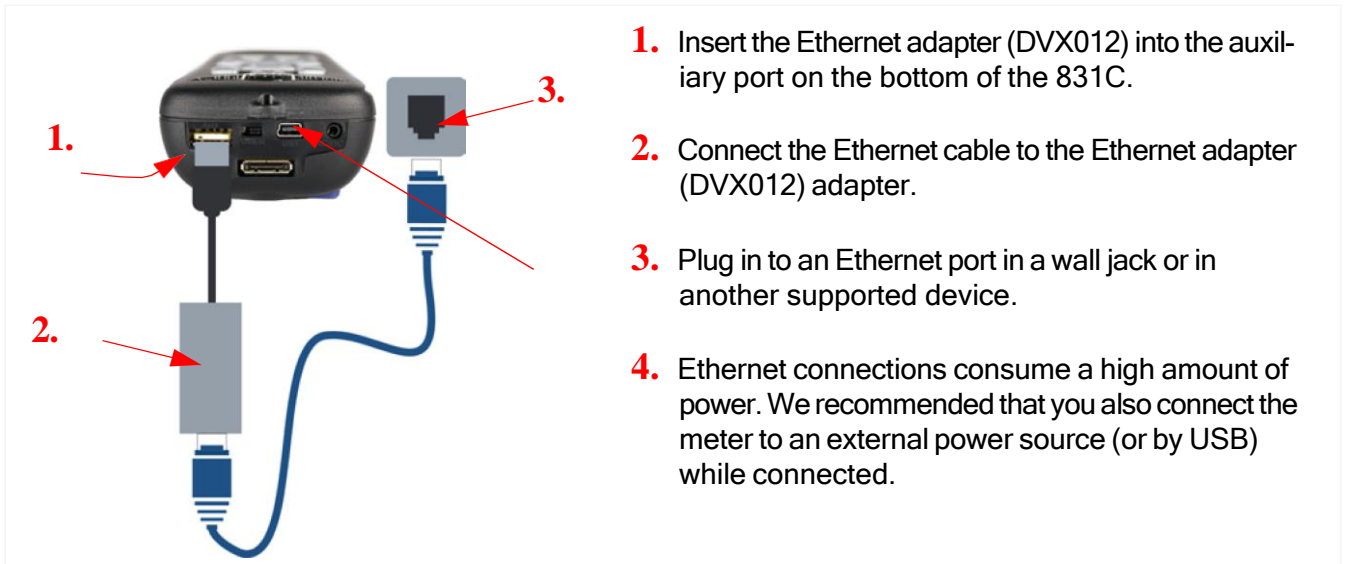 1.
3.
2.
1. Insert the Ethernet adapter (DVX012) into the auxil-
iary port on the bottom of the 831C.
2. Connect the Ethernet cable to the Ethernet adapter
(DVX012) adapter.
3. Plug in to an Ethernet port in a wall jack or in
another supported device.
4. Ethernet connections consume a high amount of
power. We recommended that you also connect the
meter to an external power source (or by USB)
while connected.